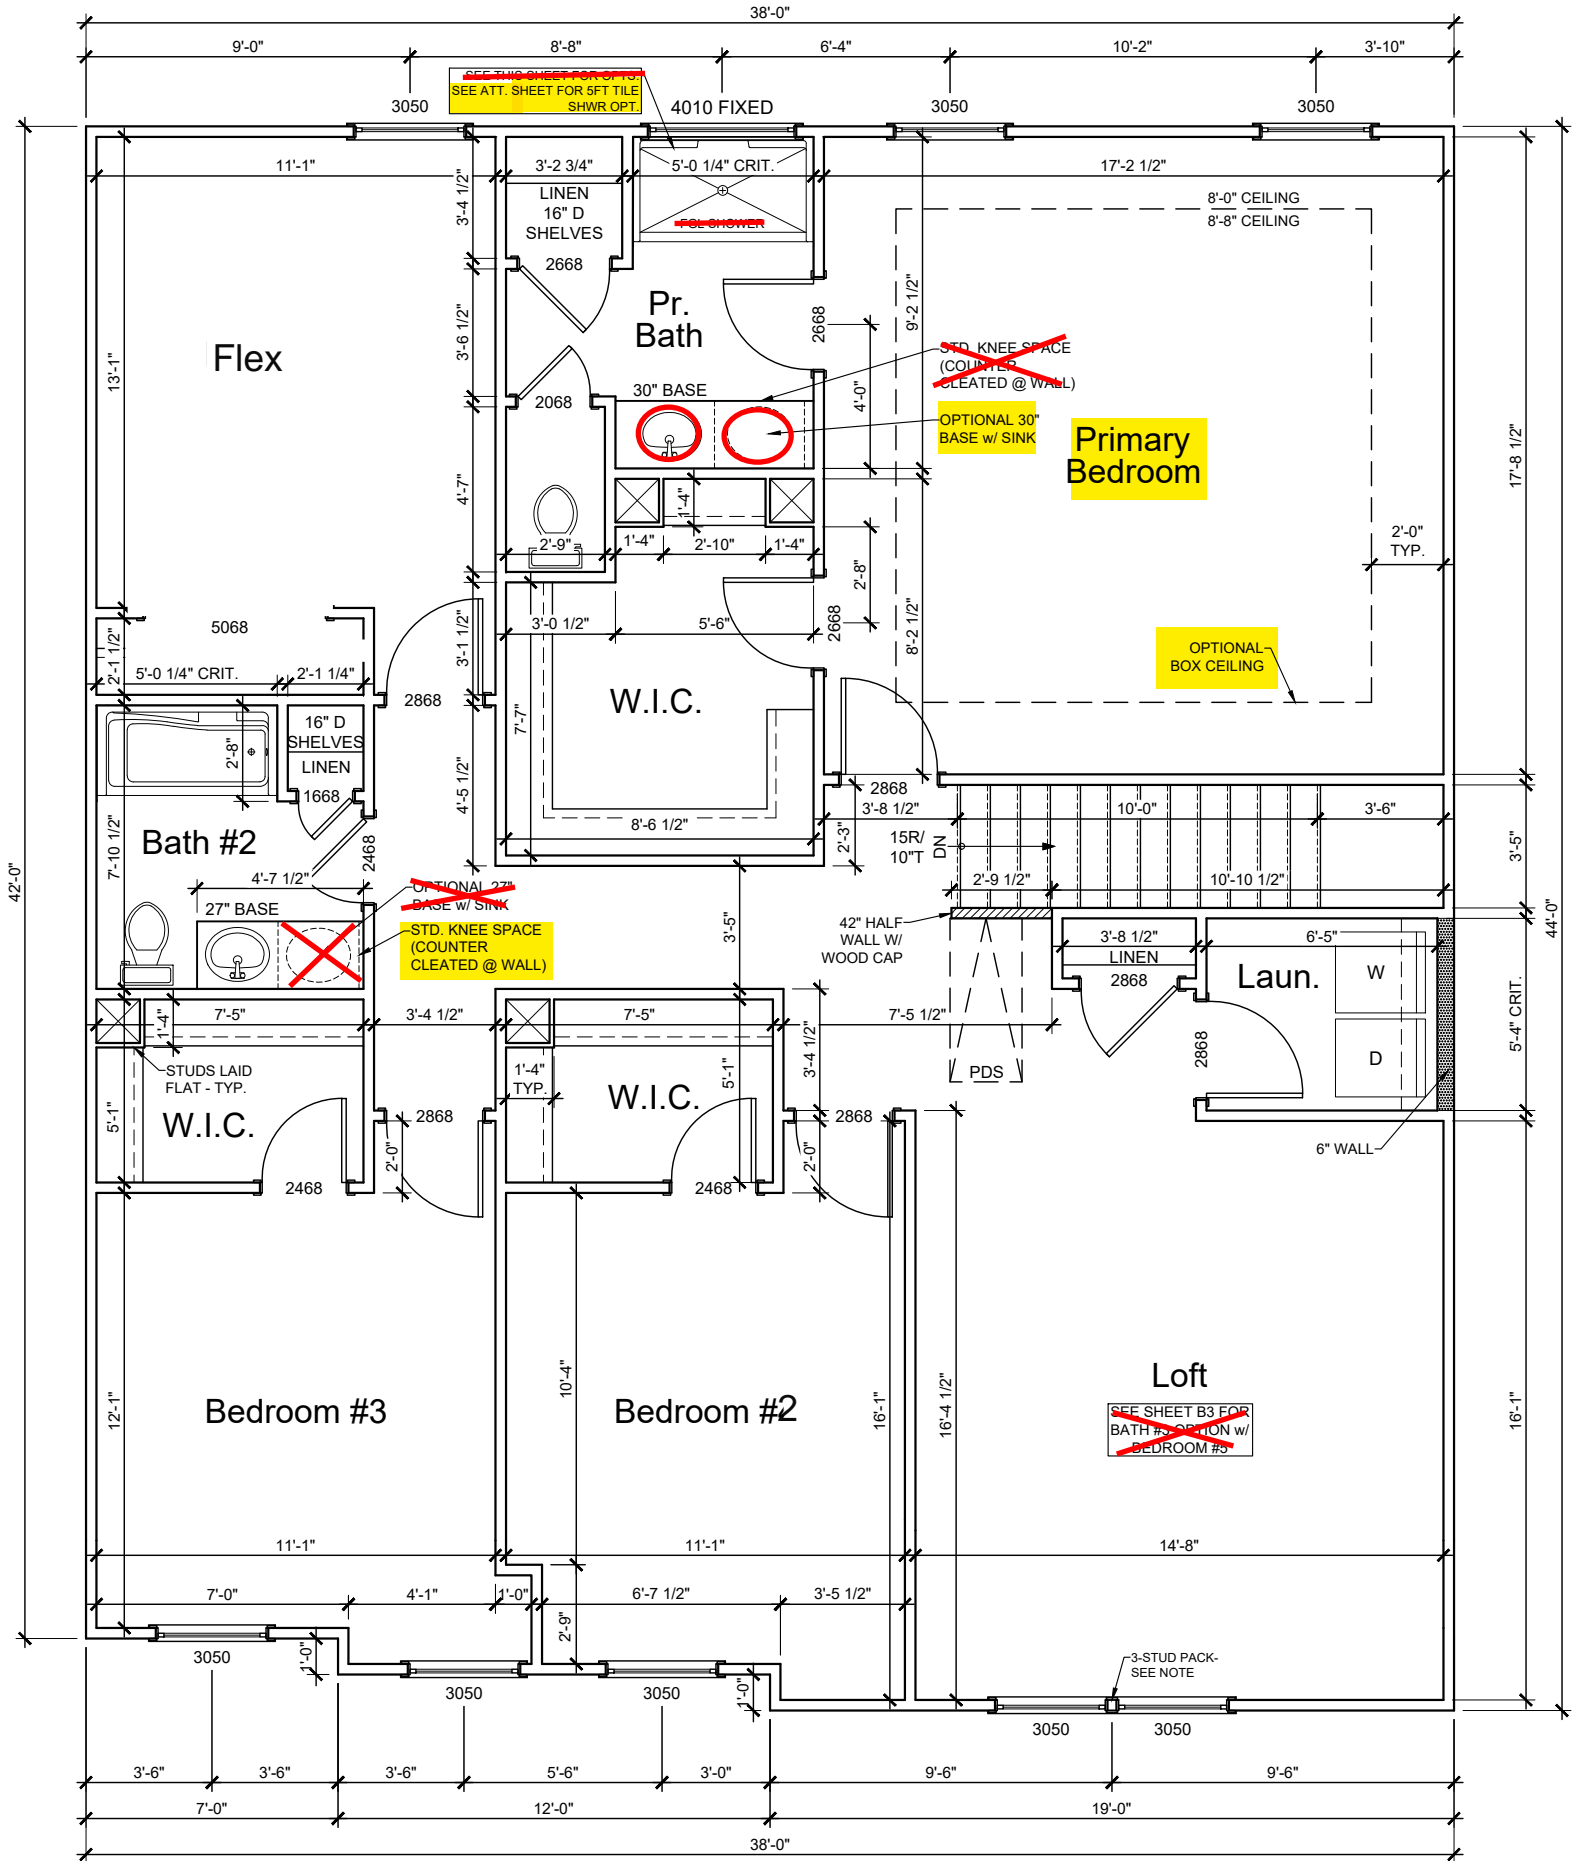 38'-0"
9'-0" 8'-8" 6'-4" 10'-2" 3'-10"
SEE THIS SHEET FOR OPTS.
SEE ATT. SHEET FOR 5FT TILE
SHWR OPT.
3050 4010 FIXED 3050 3050
11'-1" 3'-2 3/4" 5'-0 1/4" CRIT. 17'-2 1/2"
3'-4 1/2"
LINEN
16" D
SHELVES
FGL SHOWER
8'-0" CEILING
8'-8" CEILING
2668
Pr.
Bath
2668
9'-2 1/2"
3'-6 1/2"
13'-1"
Flex
STD. KNEE SPACE
(COUNTER
CLEATED @ WALL)
4'-0"
30" BASE
2068
OPTIONAL 30"
BASE w/ SINK
Primary
Bedroom
17'-8 1/2"
4'-7"
1'-4"
2'-9" 1'-4" 2'-10" 1'-4"
2'-0"
TYP.
2'-8"
5068
3'-1 1/2"
3'-0 1/2" 5'-6"
2668
8'-2 1/2"
2'-1 1/2"
5'-0 1/4" CRIT. 2'-1 1/4"
OPTIONAL
BOX CEILING
2868
W.I.C.
7'-7"
16" D
SHELVES
LINEN
1668
2'-8"
4'-5 1/2"
2868
3'-8 1/2" 10'-0" 3'-6"
8'-6 1/2"
2'-3"
15R/
10"T
DN
3'-5"
7'-10 1/2"
Bath #2
2468
42'-0"
44'-0"
4'-7 1/2"
OPTIONAL 27"
BASE w/ SINK
2'-9 1/2" 10'-10 1/2"
27" BASE
STD. KNEE SPACE
(COUNTER
CLEATED @ WALL)
3'-5"
42" HALF
WALL W/
WOOD CAP
3'-8 1/2" 6'-5"
LINEN
2868
Laun.
W
D
5'-4" CRIT.
1'-4"
7'-5" 3'-4 1/2" 7'-5" 7'-5 1/2"
3'-4 1/2"
2868
STUDS LAID
FLAT - TYP.
1'-4"
TYP.
5'-1"
PDS
W.I.C.
W.I.C.
5'-1"
2868 2868
6" WALL
2'-0"
2'-0"
2468 2468
Bedroom #3
Bedroom #2
Loft
SEE SHEET B3 FOR
BATH #3 OPTION w/
BEDROOM #5
12'-1"
10'-4"
16'-1"
16'-4 1/2"
16'-1"
11'-1" 11'-1" 14'-8"
7'-0" 4'-1" 1'-0" 6'-7 1/2" 3'-5 1/2"
2'-9"
1'-0"
3050
3-STUD PACK-
SEE NOTE
1'-0"
3050 3050
3050 3050
3'-6" 3'-6" 3'-6" 5'-6" 3'-0" 9'-6" 9'-6"
7'-0" 12'-0" 19'-0"
38'-0"